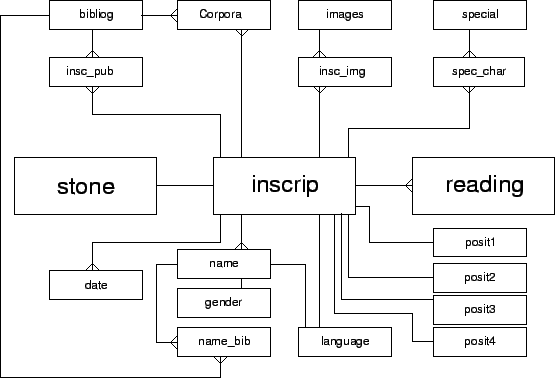 bibliog
Corpora
images
special
insc_pub
insc_img
spec_char
stone
inscrip
reading
posit1
name
date
posit2
gender
posit3
name_bib
language
posit4